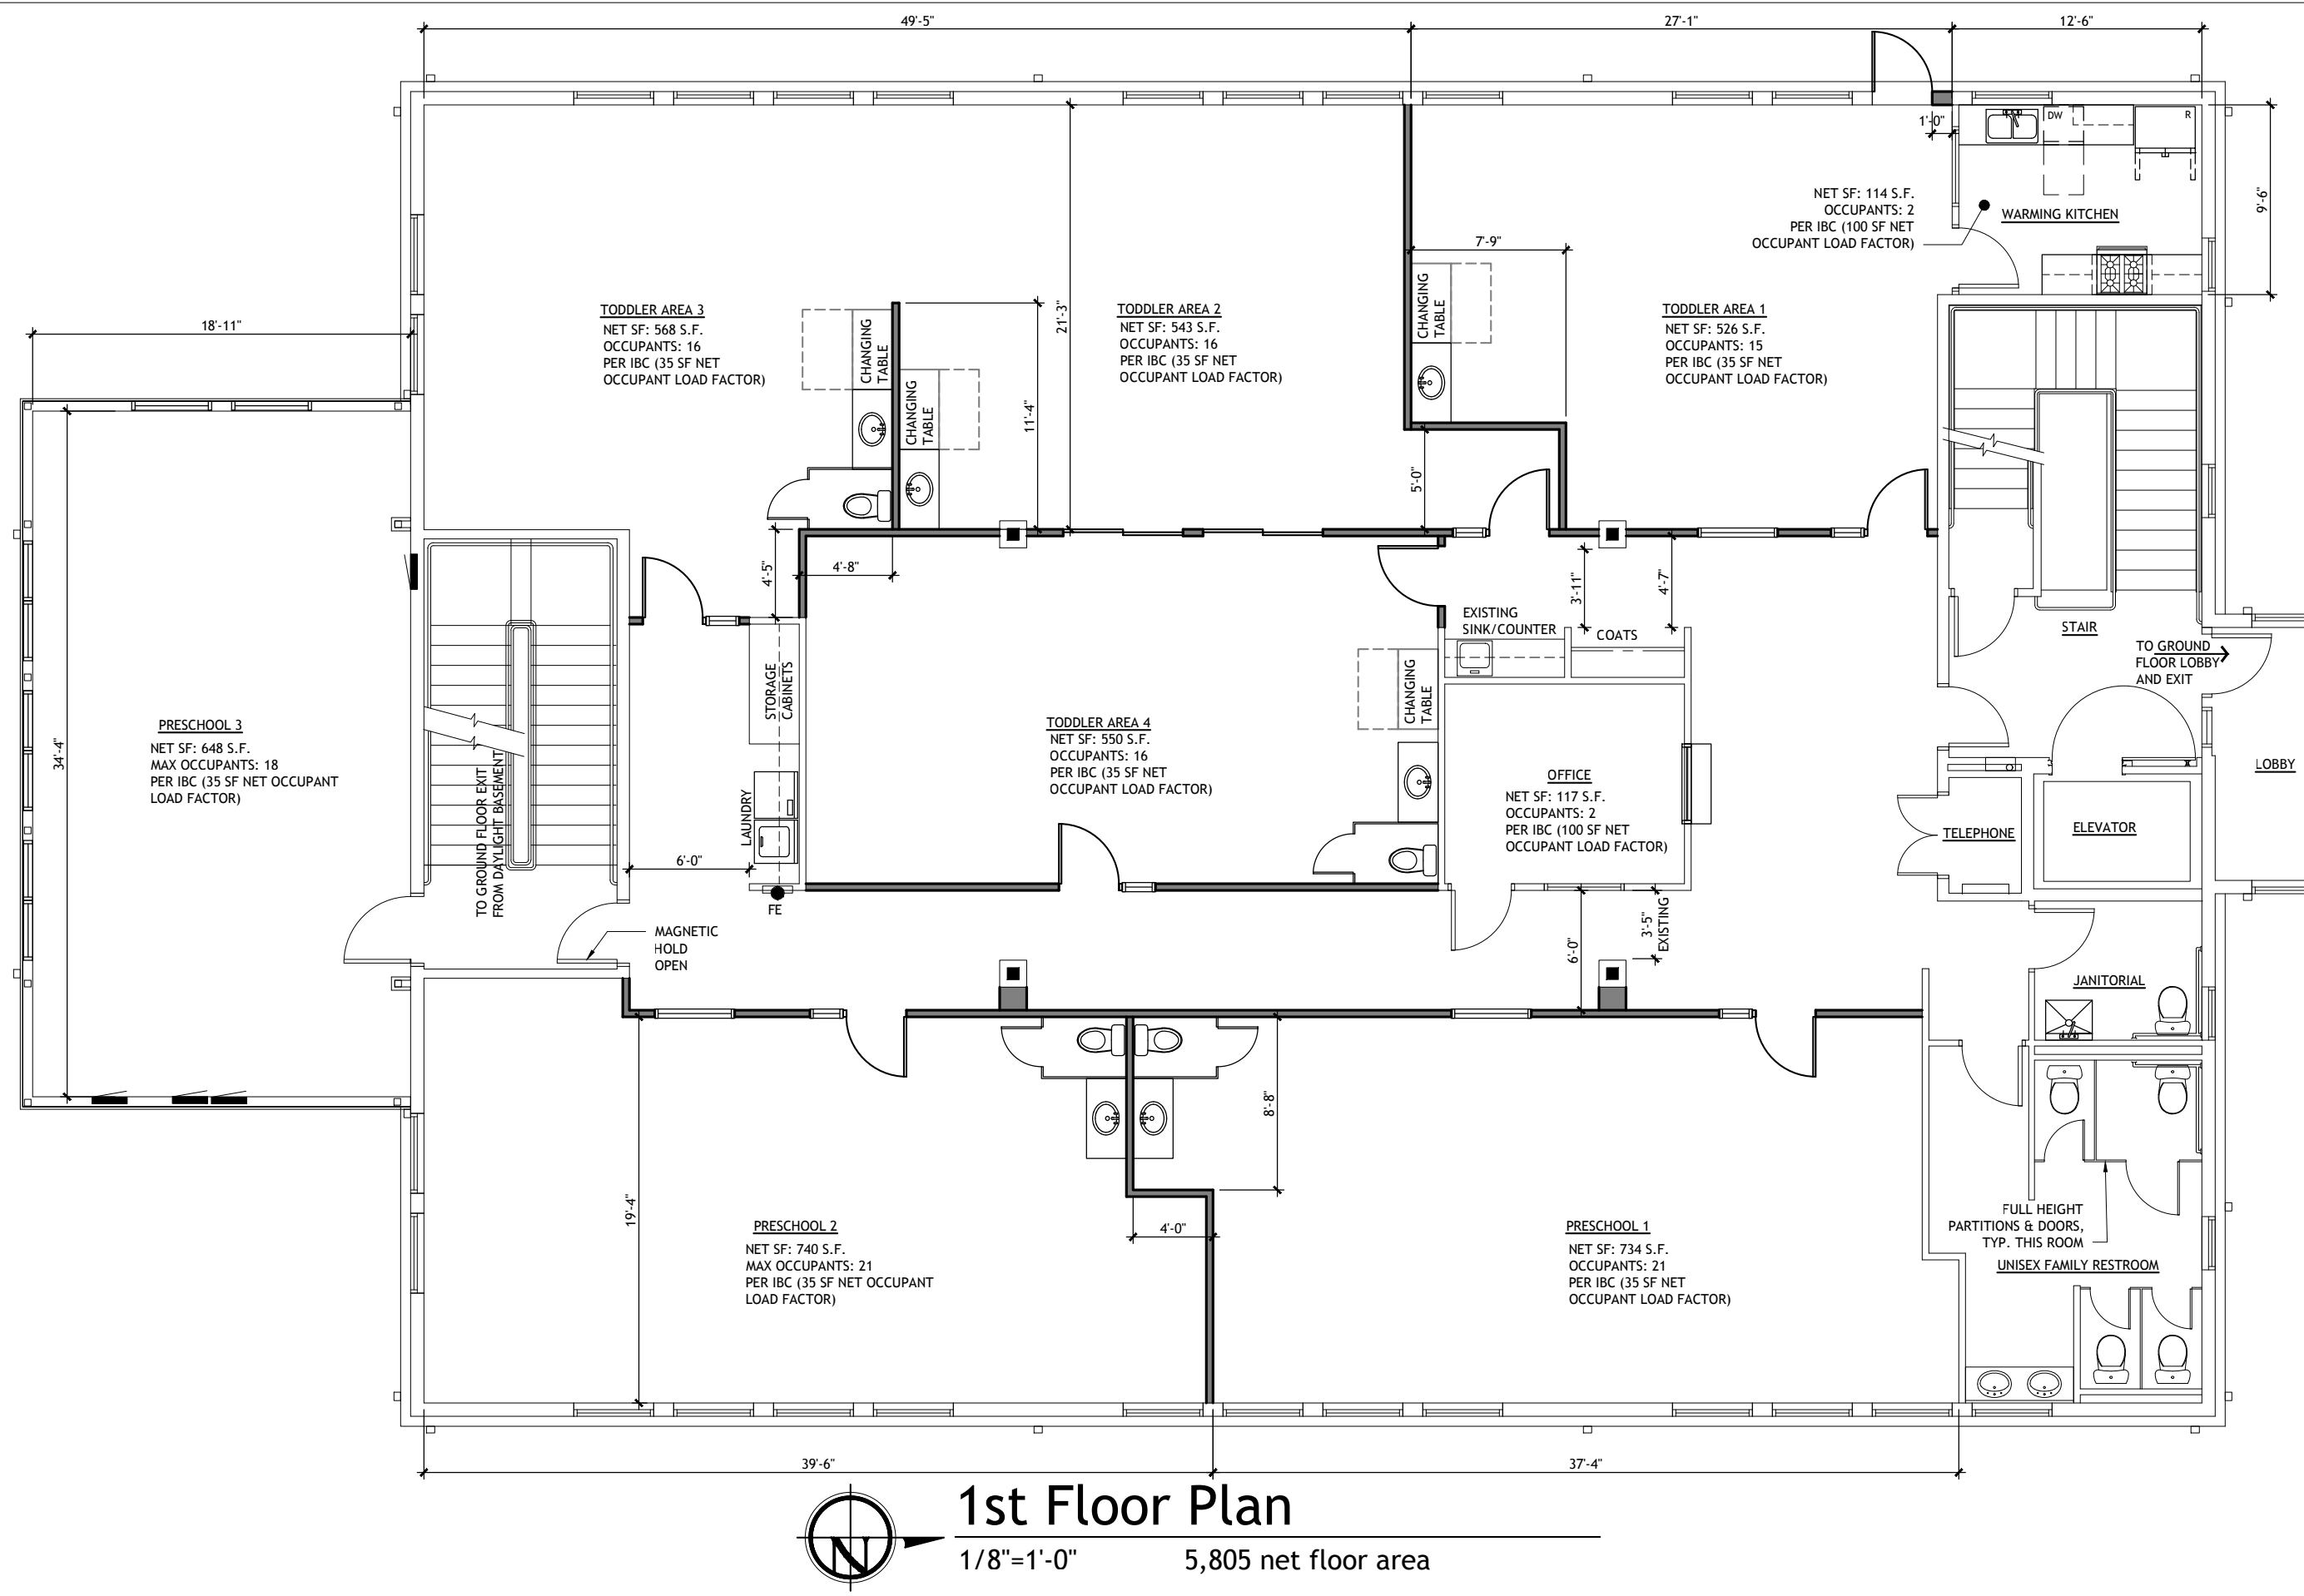 49'-5"
27'-1"
12'-6"
DW
R
1'-0"
9'-6"
NET SF: 114 S.F.
OCCUPANTS: 2
PER IBC (100 SF NET
OCCUPANT LOAD FACTOR)
WARMING KITCHEN
7'-9"
CHANGING
TABLE
TODDLER AREA 3
NET SF: 568 S.F.
OCCUPANTS: 16
PER IBC (35 SF NET
OCCUPANT LOAD FACTOR)
CHANGING
TABLE
CHANGING
TABLE
11'-4"
21'-3"
TODDLER AREA 2
NET SF: 543 S.F.
OCCUPANTS: 16
PER IBC (35 SF NET
OCCUPANT LOAD FACTOR)
TODDLER AREA 1
NET SF: 526 S.F.
OCCUPANTS: 15
PER IBC (35 SF NET
OCCUPANT LOAD FACTOR)
18'-11"
5'-0"
4'-5"
4'-8"
3'-11"
4'-7"
EXISTING
SINK/COUNTER
COATS
STAIR
TO GROUND
FLOOR LOBBY
AND EXIT
STORAGE
CABINETS
CHANGING
TABLE
34'-4"
PRESCHOOL 3
NET SF: 648 S.F.
MAX OCCUPANTS: 18
PER IBC (35 SF NET OCCUPANT
LOAD FACTOR)
TO GROUND FLOOR EXIT
FROM DAYLIGHT BASEMENT
TODDLER AREA 4
NET SF: 550 S.F.
OCCUPANTS: 16
PER IBC (35 SF NET
OCCUPANT LOAD FACTOR)
OFFICE
NET SF: 117 S.F.
OCCUPANTS: 2
PER IBC (100 SF NET
OCCUPANT LOAD FACTOR)
LOBBY
LAUNDRY
6'-0"
TELEPHONE
ELEVATOR
FE
MAGNETIC
HOLD
OPEN
6'-0"
3'-5"
EXISTING
JANITORIAL
8'-8"
19'-4"
4'-0"
PRESCHOOL 2
NET SF: 740 S.F.
MAX OCCUPANTS: 21
PER IBC (35 SF NET OCCUPANT
LOAD FACTOR)
PRESCHOOL 1
NET SF: 734 S.F.
OCCUPANTS: 21
PER IBC (35 SF NET
OCCUPANT LOAD FACTOR)
FULL HEIGHT
PARTITIONS & DOORS,
TYP. THIS ROOM
UNISEX FAMILY RESTROOM
39'-6"
37'-4"
N
1st Floor Plan
1/8"=1'-0"
5,805 net floor area